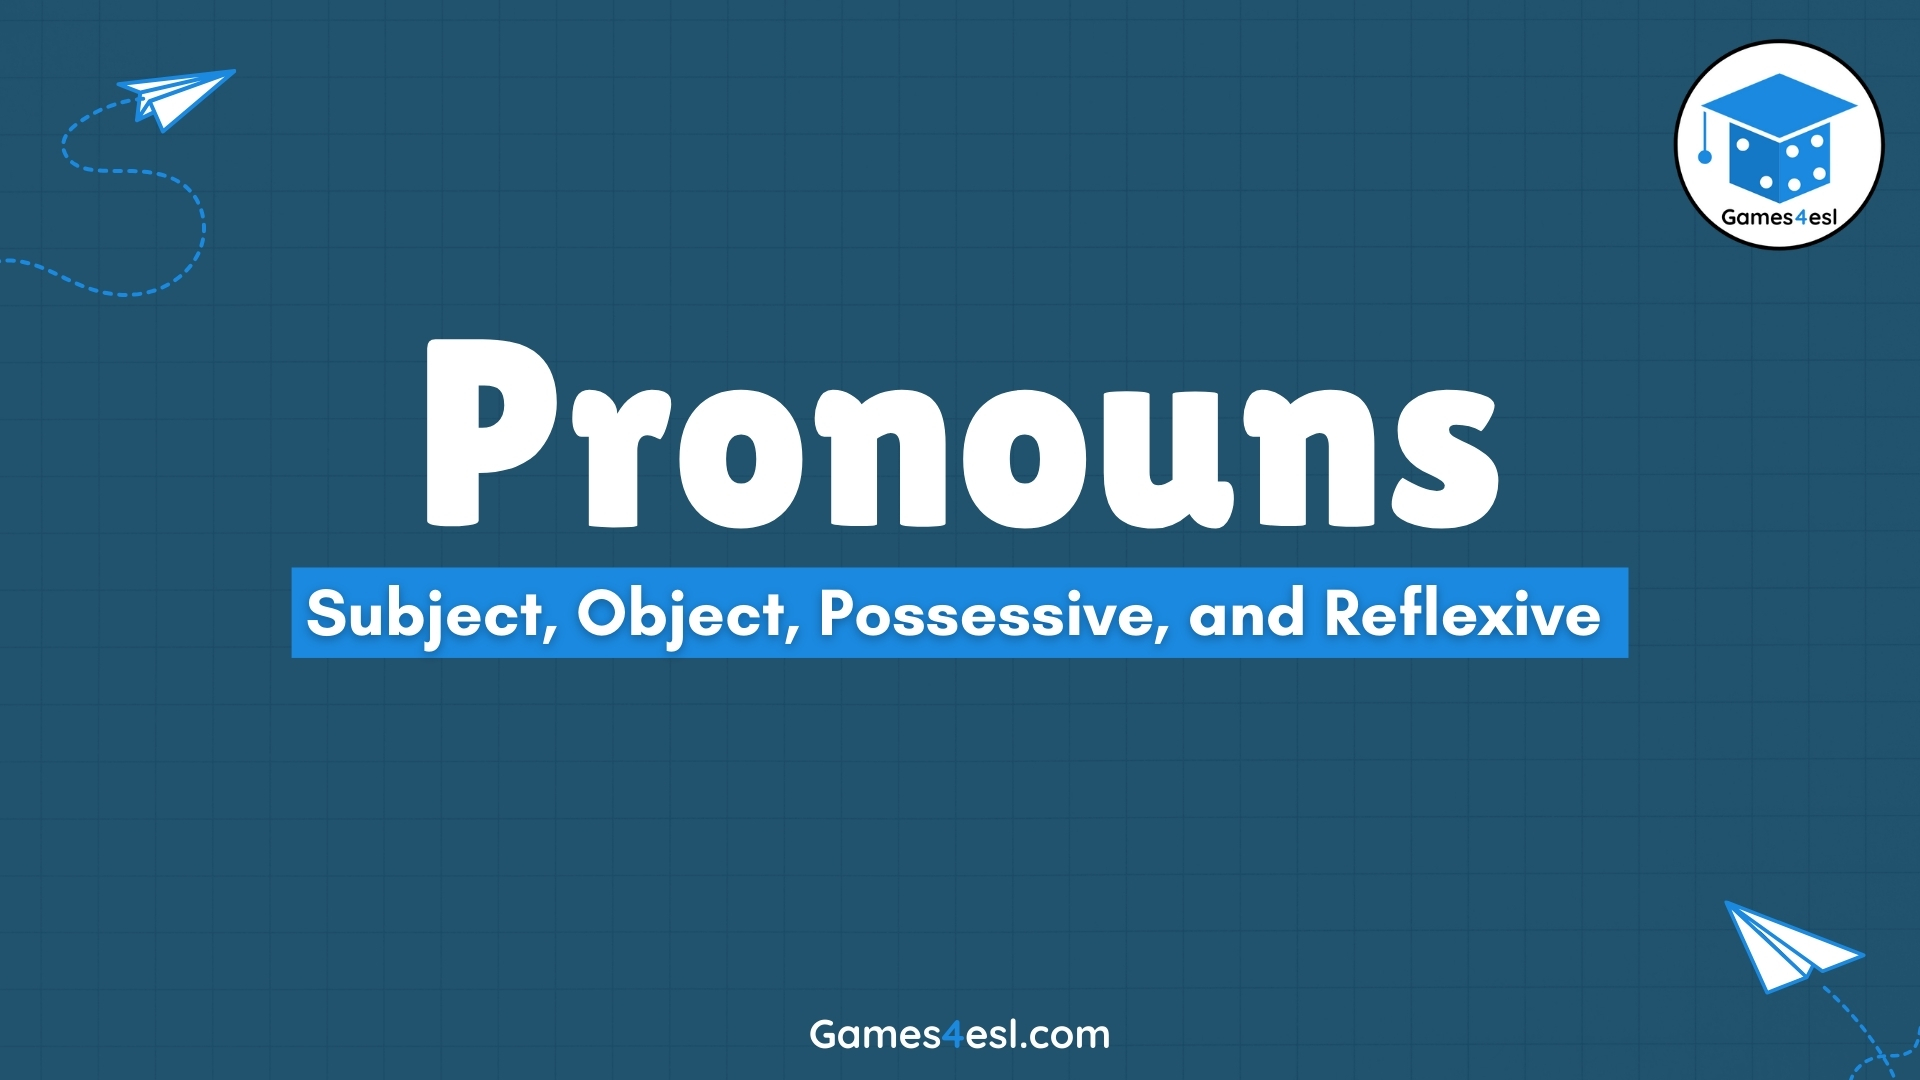 Games4esl
Pronouns
Subject, Object, Possessive, and Reflexive
Games4esl.com